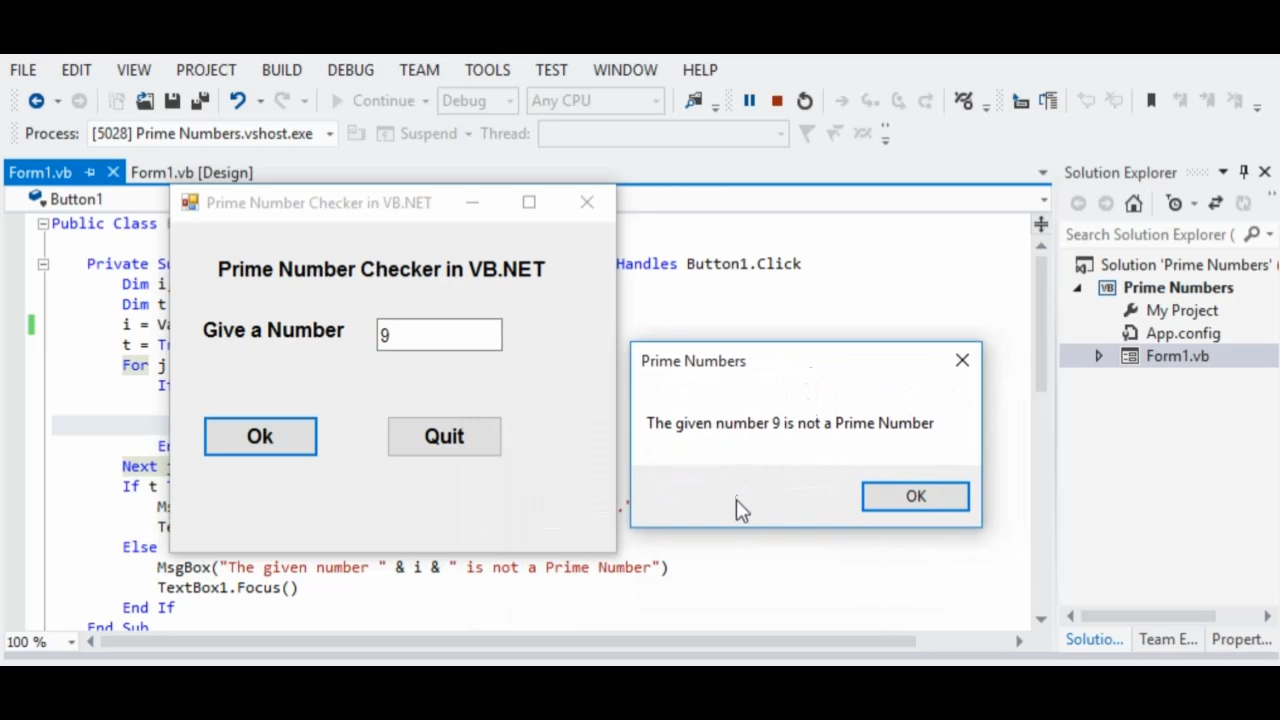 FILE EDIT VIEW PROJECT BUILD DEBUG TEAM TOOLS TEST WINDOW HELP
Continue Debug Any CPU
Process: [5028] Prime Numbers.vshost.exe Suspend Thread:
Form1.vb Form1.vb [Design]
Button1
Public Class
Private Handles Button1.Click
Dim i
Dim t
i =
t =
For j
If
Next
If t
Else
MsgBox("The given number " & i & " is not a Prime Number")
TextBox1.Focus()
End If
End Sub
100 %
Prime Number Checker in VB.NET
Prime Number Checker in VB.NET
Give a Number 9
Ok Quit
Prime Numbers
The given number 9 is not a Prime Number
OK
Solution Explorer
Search Solution Explorer (
Solution 'Prime Numbers' (
VB Prime Numbers
My Project
App.config
Form1.vb
Solutio... Team E... Propert...